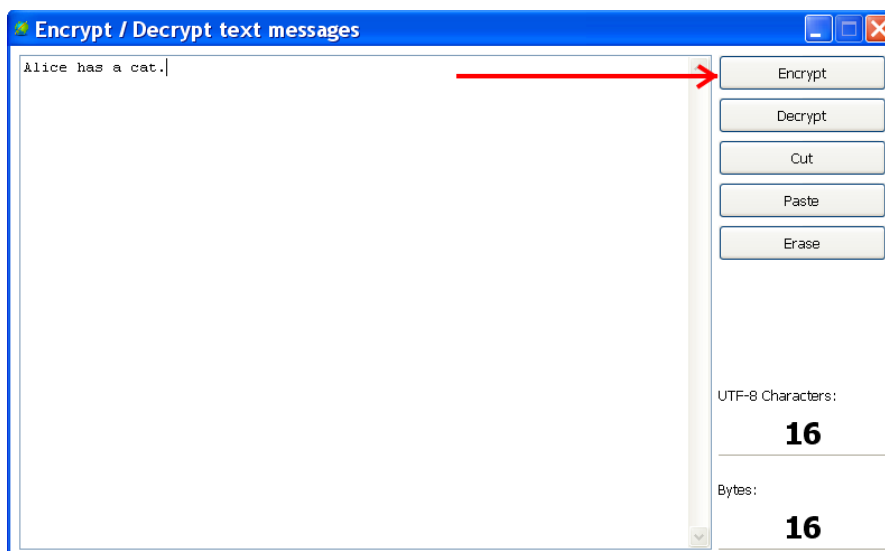 Encrypt / Decrypt text messages
Alice has a cat.
Encrypt
Decrypt
Cut
Paste
Erase
UTF-8 Characters:
16
Bytes:
16